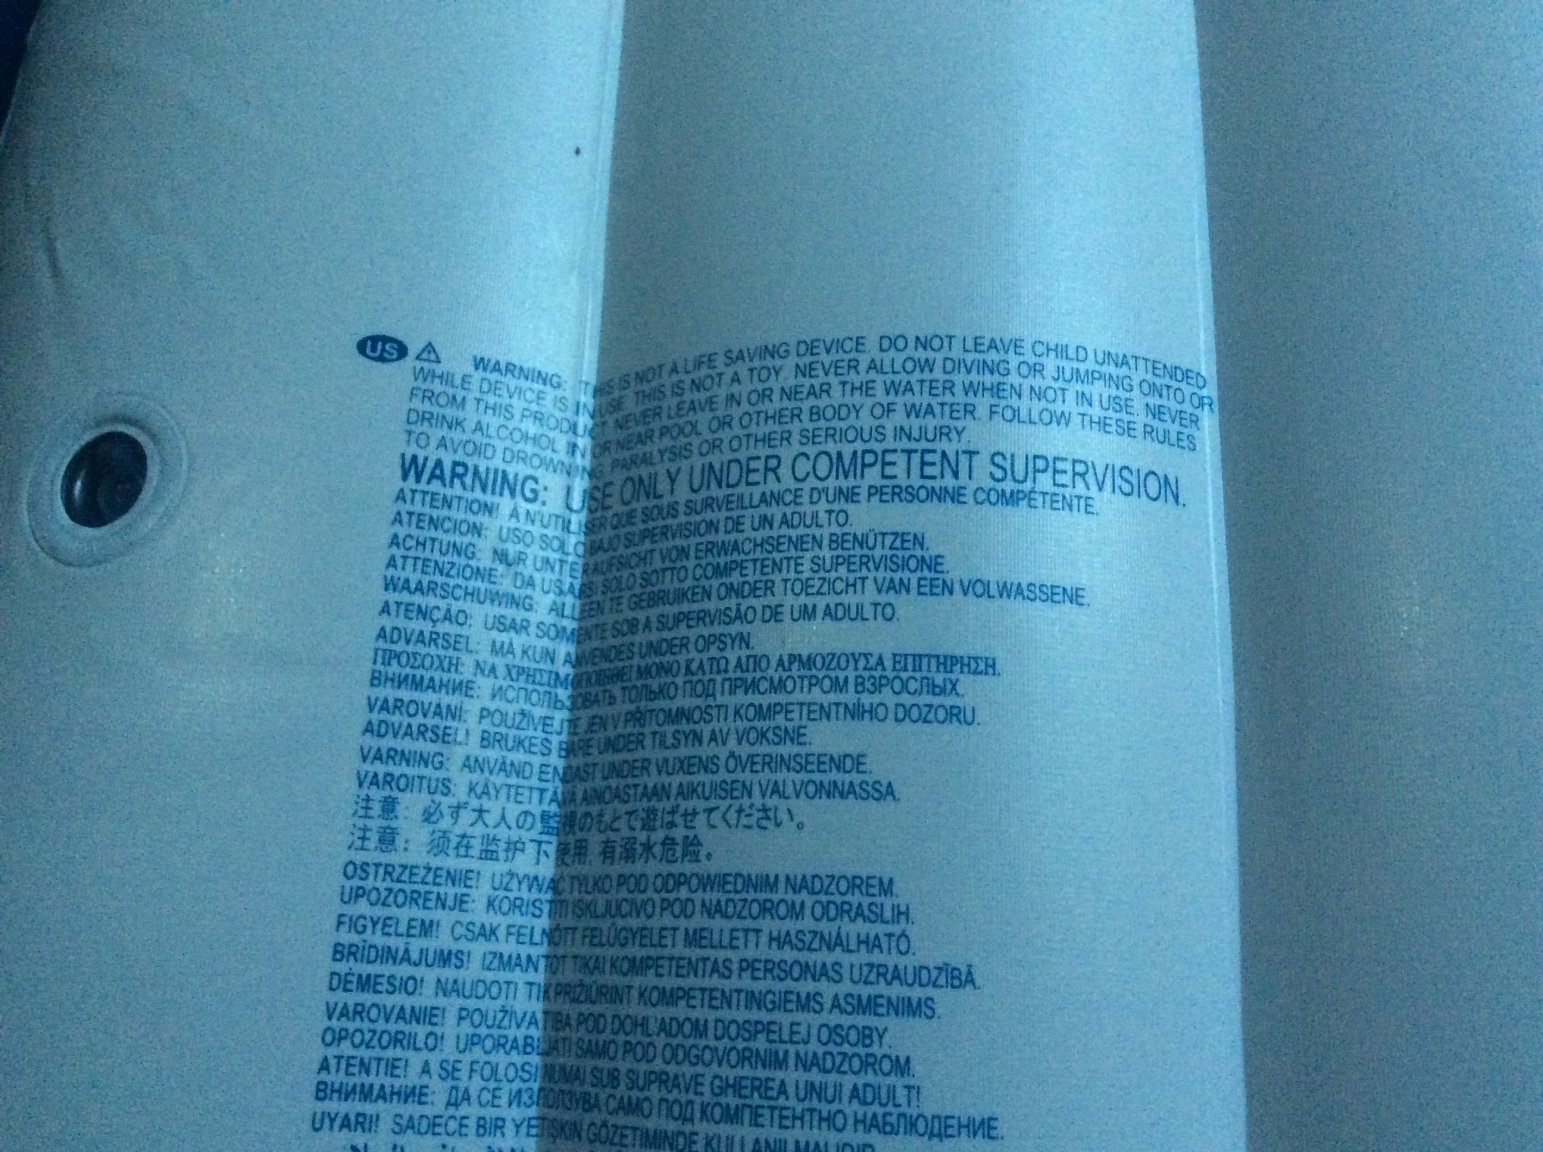 US ⚠ WARNING: THIS IS NOT A LIFE SAVING DEVICE. DO NOT LEAVE CHILD UNATTENDED
WHILE DEVICE IS IN USE. THIS IS NOT A TOY. NEVER ALLOW DIVING OR JUMPING ONTO OR
FROM THIS PRODUCT. NEVER LEAVE IN OR NEAR THE WATER WHEN NOT IN USE. NEVER
DRINK ALCOHOL IN OR NEAR POOL OR OTHER BODY OF WATER. FOLLOW THESE RULES
TO AVOID DROWNING, PARALYSIS OR OTHER SERIOUS INJURY.
WARNING: USE ONLY UNDER COMPETENT SUPERVISION.
ATTENTION! A N'UTILISER QUE SOUS SURVEILLANCE D'UNE PERSONNE COMPÉTENTE.
ATENCION: USO SOLO BAJO SUPERVISION DE UN ADULTO.
ACHTUNG: NUR UNTER AUFSICHT VON ERWACHSENEN BENÜTZEN.
ATTENZIONE: DA USARSI SOLO SOTTO COMPETENTE SUPERVISIONE.
WAARSCHUWING: ALLEEN TE GEBRUIKEN ONDER TOEZICHT VAN EEN VOLWASSENE.
ATENÇÃO: USAR SOMENTE SOB A SUPERVISÃO DE UM ADULTO.
ADVARSEL: MÅ KUN ANVENDES UNDER OPSYN.
ΠΡΟΣΟΧΗ: ΝΑ ΧΡΗΣΙΜΟΠΟΙΗΘΕΙ ΜΟΝΟ ΚΑΤΩ ΑΠΟ ΑΡΜΟΖΟΥΣΑ ΕΠΙΤΗΡΗΣΗ.
ВНИМАНИЕ: ИСПОЛЬЗОВАТЬ ТОЛЬКО ПОД ПРИСМОТРОМ ВЗРОСЛЫХ.
VAROVANI: POUŽÍVEJTE JEN V PŘÍTOMNOSTI KOMPETENTNÍHO DOZORU.
ADVARSEL! BRUKES BARE UNDER TILSYN AV VOKSNE.
VARNING: ANVÄND ENDAST UNDER VUXENS ÖVERINSEENDE.
VAROITUS: KÄYTETTÄVÄ AINOASTAAN AIKUISEN VALVONNASSA.
注意：必ず大人の監視のもとで遊ばせてください。
注意：须在监护下使用, 有溺水危险。
OSTRZEŻENIE! UŻYWAĆ TYLKO POD ODPOWIEDNIM NADZOREM.
UPOZORENJE: KORISTITI ISKLJUCIVO POD NADZOROM ODRASLIH.
FIGYELEM! CSAK FELNŐTT FELÜGYELET MELLETT HASZNÁLHATÓ.
BRĪDINĀJUMS! IZMANTOT TIKAI KOMPETENTAS PERSONAS UZRAUDZĪBĀ.
DĖMESIO! NAUDOTI TIK PRIŽIŪRINT KOMPETENTINGIEMS ASMENIMS.
VAROVANIE! POUŽÍVAŤ IBA POD DOHĽADOM DOSPELEJ OSOBY.
OPOZORILO! UPORABLJATI SAMO POD ODGOVORNIM NADZOROM.
ATENTIE! A SE FOLOSI NUMAI SUB SUPRAVEGHEREA UNUI ADULT!
ВНИМАНИЕ: ДА СЕ ИЗПОЛЗУВА САМО ПОД КОМПЕТЕНТНО НАБЛЮДЕНИЕ.
UYARI! SADECE BIR YETIŞKIN GÖZETIMINDE KULLANILMALIDIR.